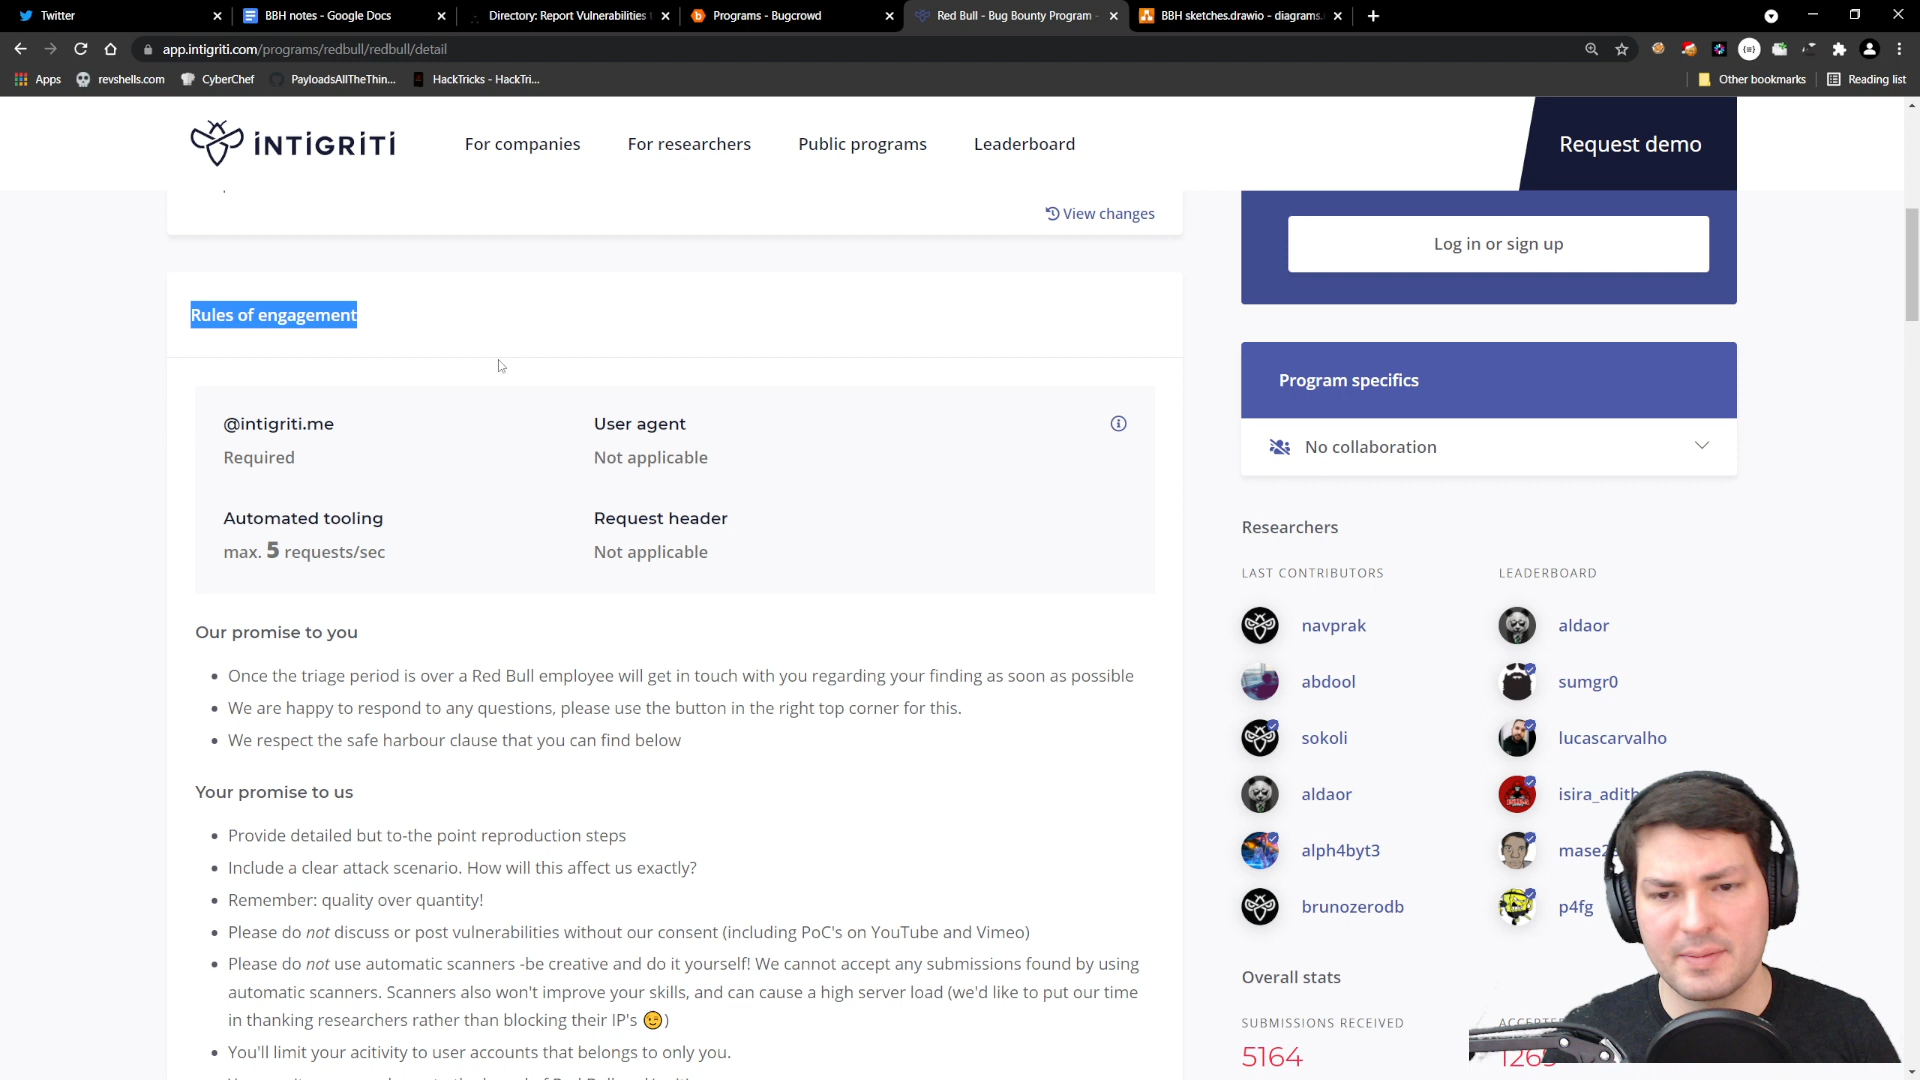 Twitter
BBH notes - Google Docs
Directory: Report Vulnerabilities
Programs - Bugcrowd
Red Bull - Bug Bounty Program -
BBH sketches.drawio - diagrams.
app.intigriti.com/programs/redbull/redbull/detail
Apps
revshells.com
CyberChef
PayloadsAllTheThin...
HackTricks - HackTri...
Other bookmarks
Reading list
INTIGRITI
For companies
For researchers
Public programs
Leaderboard
Request demo
View changes
Log in or sign up
Rules of engagement
Program specifics
No collaboration
@intigriti.me
Required
User agent
Not applicable
Automated tooling
max. 5 requests/sec
Request header
Not applicable
Our promise to you
• Once the triage period is over a Red Bull employee will get in touch with you regarding your finding as soon as possible
• We are happy to respond to any questions, please use the button in the right top corner for this.
• We respect the safe harbour clause that you can find below
Your promise to us
• Provide detailed but to-the point reproduction steps
• Include a clear attack scenario. How will this affect us exactly?
• Remember: quality over quantity!
• Please do not discuss or post vulnerabilities without our consent (including PoC's on YouTube and Vimeo)
• Please do not use automatic scanners -be creative and do it yourself! We cannot accept any submissions found by using
automatic scanners. Scanners also won't improve your skills, and can cause a high server load (we'd like to put our time
in thanking researchers rather than blocking their IP's 😉)
• You'll limit your acitivity to user accounts that belongs to only you.
Researchers
LAST CONTRIBUTORS
LEADERBOARD
navprak
aldaor
abdool
sumgr0
sokoli
lucascarvalho
aldaor
isira_adith
alph4byt3
mase2
brunozerodb
p4fg
Overall stats
SUBMISSIONS RECEIVED
5164